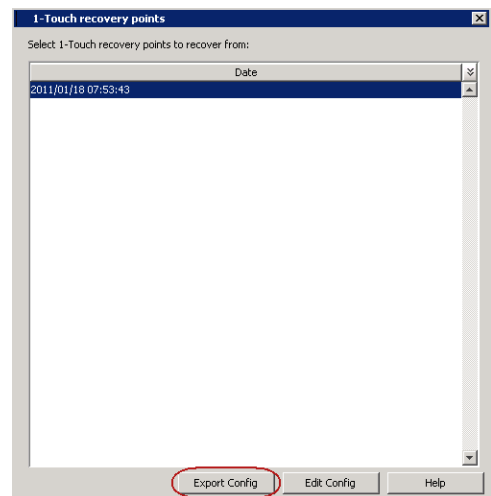 1-Touch recovery points
Select 1-Touch recovery points to recover from:
Date
2011/01/18 07:53:43
Export Config Edit Config Help